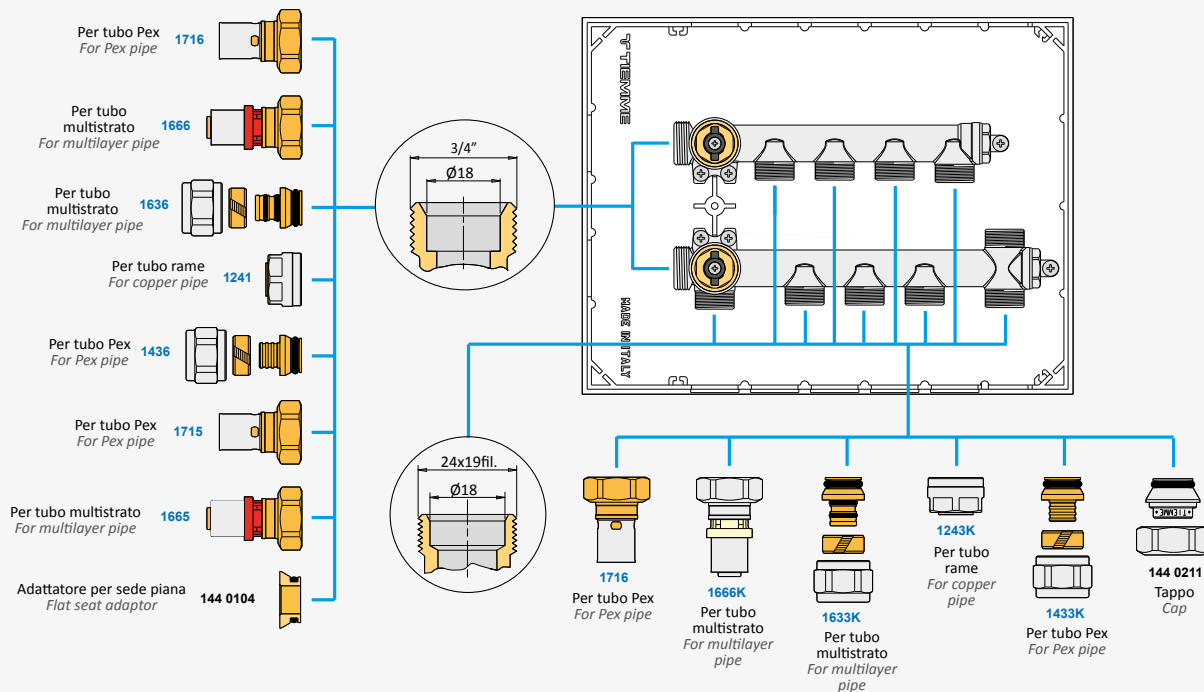 Per tubo Pex
For Pex pipe
1716
Per tubo
multistrato
For multilayer pipe
1666
Per tubo
multistrato
For multilayer pipe
1636
Per tubo rame
For copper pipe
1241
Per tubo Pex
For Pex pipe
1436
Per tubo Pex
For Pex pipe
1715
Per tubo multistrato
For multilayer pipe
1665
Adattatore per sede piana
Flat seat adaptor
144 0104
3/4"
Ø18
24x19fil.
Ø18
TIEMME
MADE IN ITALY
1716
Per tubo Pex
For Pex pipe
1666K
Per tubo
multistrato
For multilayer
pipe
1633K
Per tubo
multistrato
For multilayer
pipe
1243K
Per tubo
rame
For copper
pipe
1433K
Per tubo Pex
For Pex pipe
TIEMME
144 0211
Tappo
Cap